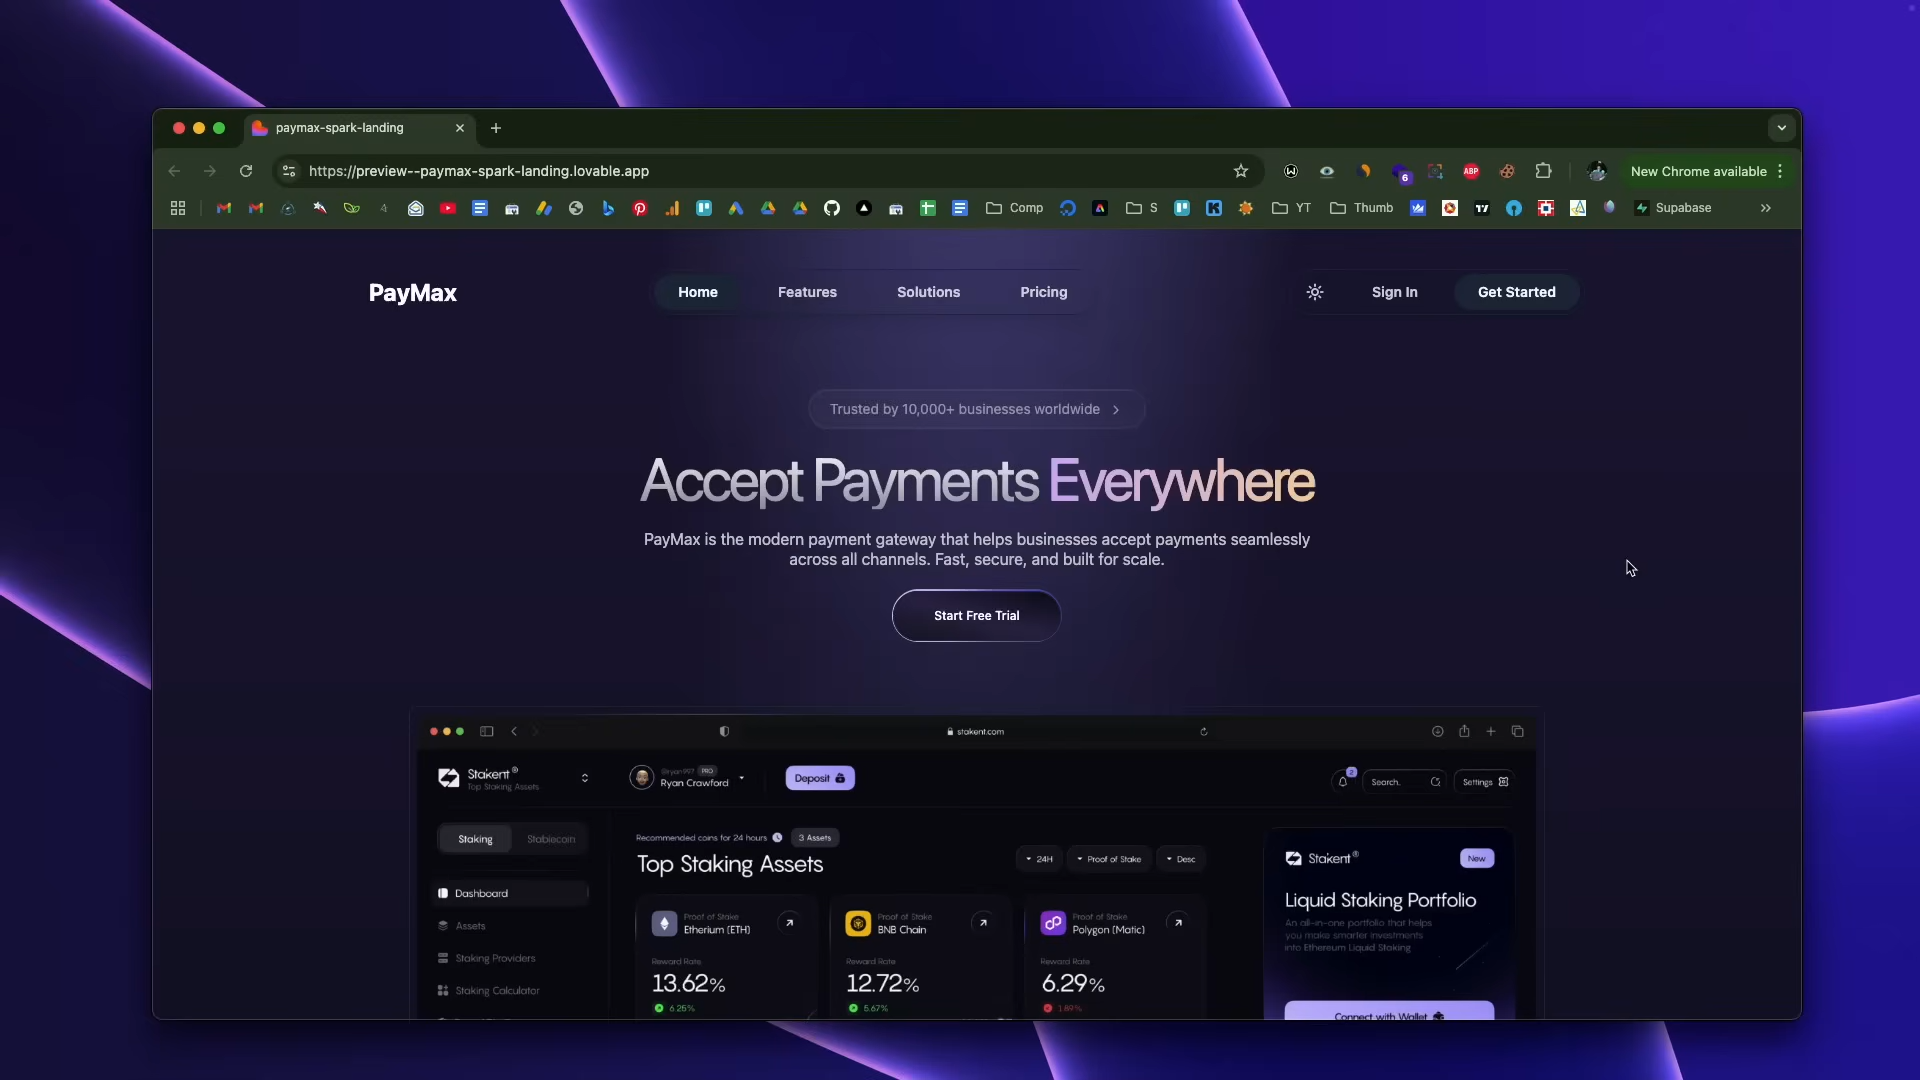 paymax-spark-landing
https://preview--paymax-spark-landing.lovable.app
ABP
6
New Chrome available
4
Comp
S
YT
Thumb
Supabase
PayMax
Home
Features
Solutions
Pricing
Sign In
Get Started
Trusted by 10,000+ businesses worldwide
Accept Payments Everywhere
PayMax is the modern payment gateway that helps businesses accept payments seamlessly
across all channels. Fast, secure, and built for scale.
Start Free Trial
stakent.com
Stakent®
Top Staking Assets
@ryan997 PRO
Ryan Crawford
Deposit
2
Search..
Settings
Staking
Stablecoin
Dashboard
Assets
Staking Providers
Staking Calculator
Recommended coins for 24 hours
3 Assets
Top Staking Assets
24H
Proof of Stake
Desc
Proof of Stake
Etherium (ETH)
Reward Rate
13.62%
6.25%
Proof of Stake
BNB Chain
Reward Rate
12.72%
5.67%
Proof of Stake
Polygon (Matic)
Reward Rate
6.29%
1.89%
Stakent®
New
Liquid Staking Portfolio
An all-in-one portfolio that helps
you make smarter investments
into Ethereum Liquid Staking
Connect with Wallet